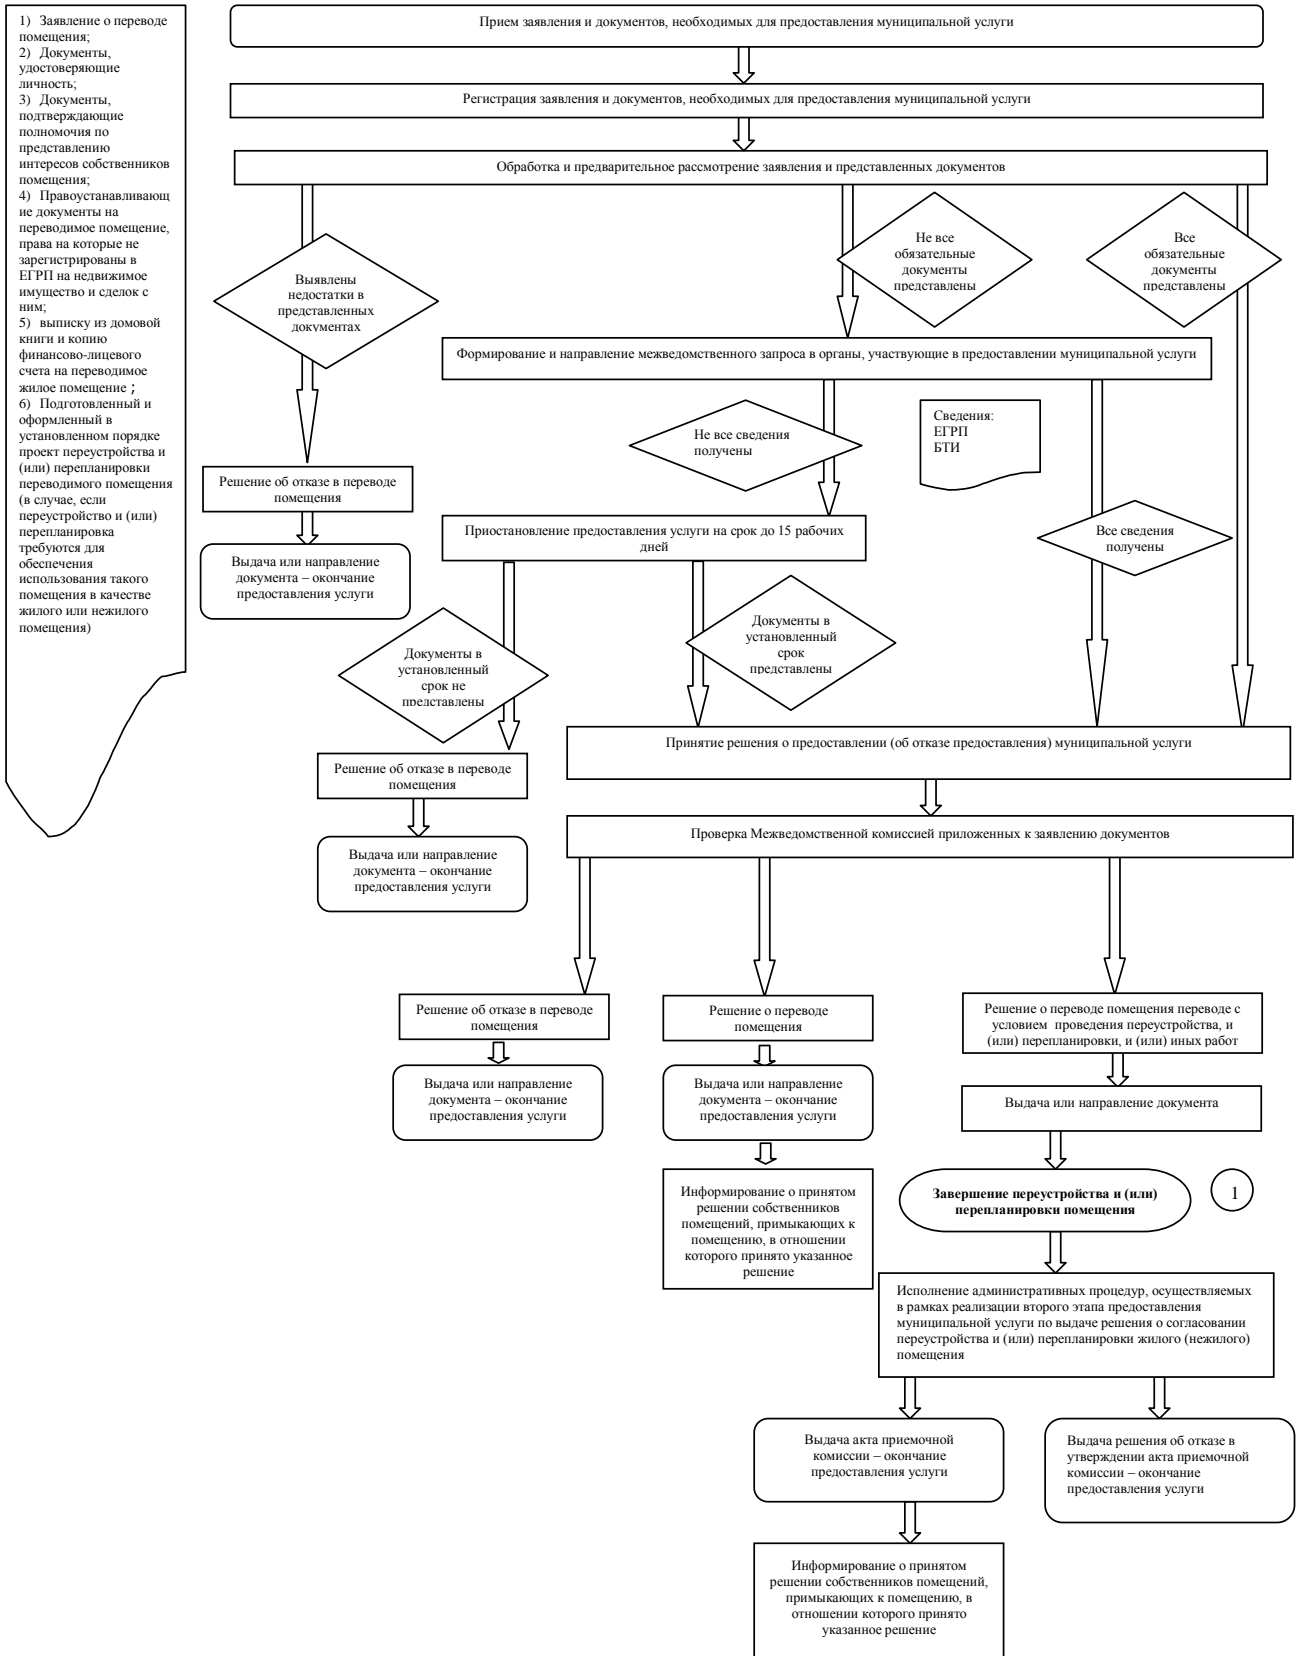 1) Заявление о переводе
помещения;
2) Документы,
удостоверяющие
личность;
3) Документы,
подтверждающие
полномочия по
представлению
интересов собственников
помещения;
4) Правоустанавливающ
ие документы на
переводимое помещение,
права на которые не
зарегистрированы в
ЕГРП на недвижимое
имущество и сделок с
ним;
5) выписку из домовой
книги и копию
финансово-лицевого
счета на переводимое
жилое помещение ;
6) Подготовленный и
оформленный в
установленном порядке
проект переустройства и
(или) перепланировки
переводимого помещения
(в случае, если
переустройство и (или)
перепланировка
требуются для
обеспечения
использования такого
помещения в качестве
жилого или нежилого
помещения)
Прием заявления и документов, необходимых для предоставления муниципальной услуги
Регистрация заявления и документов, необходимых для предоставления муниципальной услуги
Обработка и предварительное рассмотрение заявления и представленных документов
Выявлены
недостатки в
представленных
документах
Не все
обязательные
документы
представлены
Все
обязательные
документы
представлены
Формирование и направление межведомственного запроса в органы, участвующие в предоставлении муниципальной услуги
Не все сведения
получены
Сведения:
ЕГРП
БТИ
Решение об отказе в переводе
помещения
Приостановление предоставления услуги на срок до 15 рабочих
дней
Все сведения
получены
Выдача или направление
документа – окончание
предоставления услуги
Документы в
установленный
срок не
представлены
Документы в
установленный
срок
представлены
Принятие решения о предоставлении (об отказе предоставления) муниципальной услуги
Решение об отказе в переводе
помещения
Проверка Межведомственной комиссией приложенных к заявлению документов
Выдача или направление
документа – окончание
предоставления услуги
Решение об отказе в переводе
помещения
Решение о переводе
помещения
Решение о переводе помещения переводе с
условием проведения переустройства, и
(или) перепланировки, и (или) иных работ
Выдача или направление
документа – окончание
предоставления услуги
Выдача или направление
документа – окончание
предоставления услуги
Выдача или направление документа
Информирование о принятом
решении собственников
помещений, примыкающих к
помещению, в отношении
которого принято указанное
решение
Завершение переустройства и (или)
перепланировки помещения
1
Исполнение административных процедур, осуществляемых
в рамках реализации второго этапа предоставления
муниципальной услуги по выдаче решения о согласовании
переустройства и (или) перепланировки жилого (нежилого)
помещения
Выдача акта приемочной
комиссии – окончание
предоставления услуги
Выдача решения об отказе в
утверждении акта приемочной
комиссии – окончание
предоставления услуги
Информирование о принятом
решении собственников помещений,
примыкающих к помещению, в
отношении которого принято
указанное решение